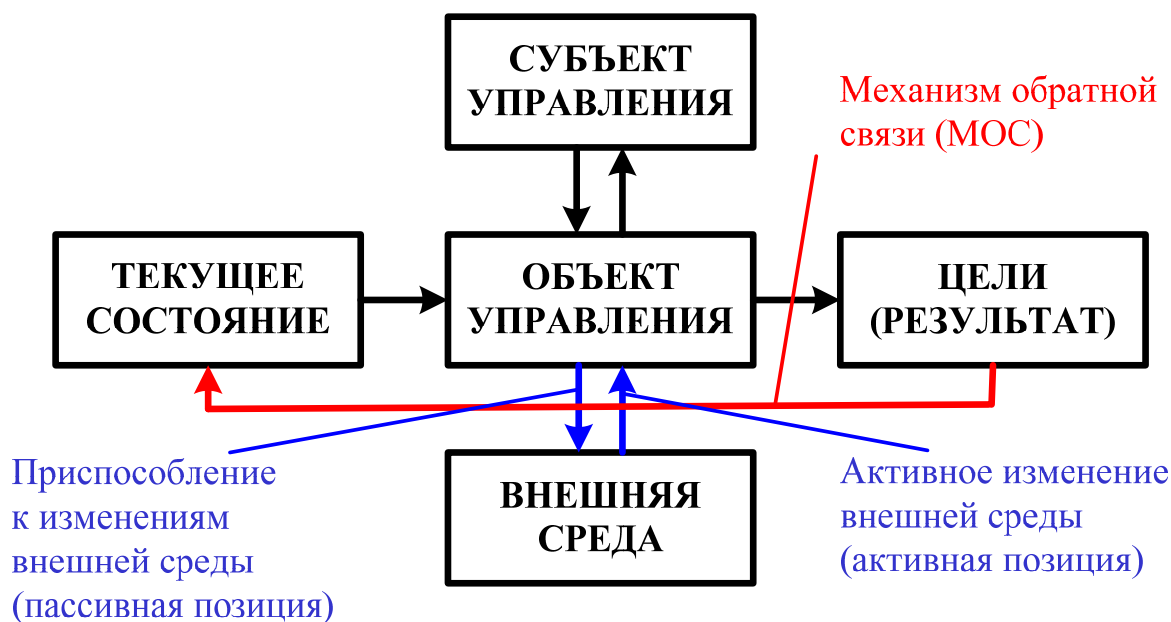 СУБЪЕКТ
УПРАВЛЕНИЯ
Механизм обратной
связи (МОС)
ТЕКУЩЕЕ
СОСТОЯНИЕ
ОБЪЕКТ
УПРАВЛЕНИЯ
ЦЕЛИ
(РЕЗУЛЬТАТ)
Приспособление
к изменениям
внешней среды
(пассивная позиция)
ВНЕШНЯЯ
СРЕДА
Активное изменение
внешней среды
(активная позиция)